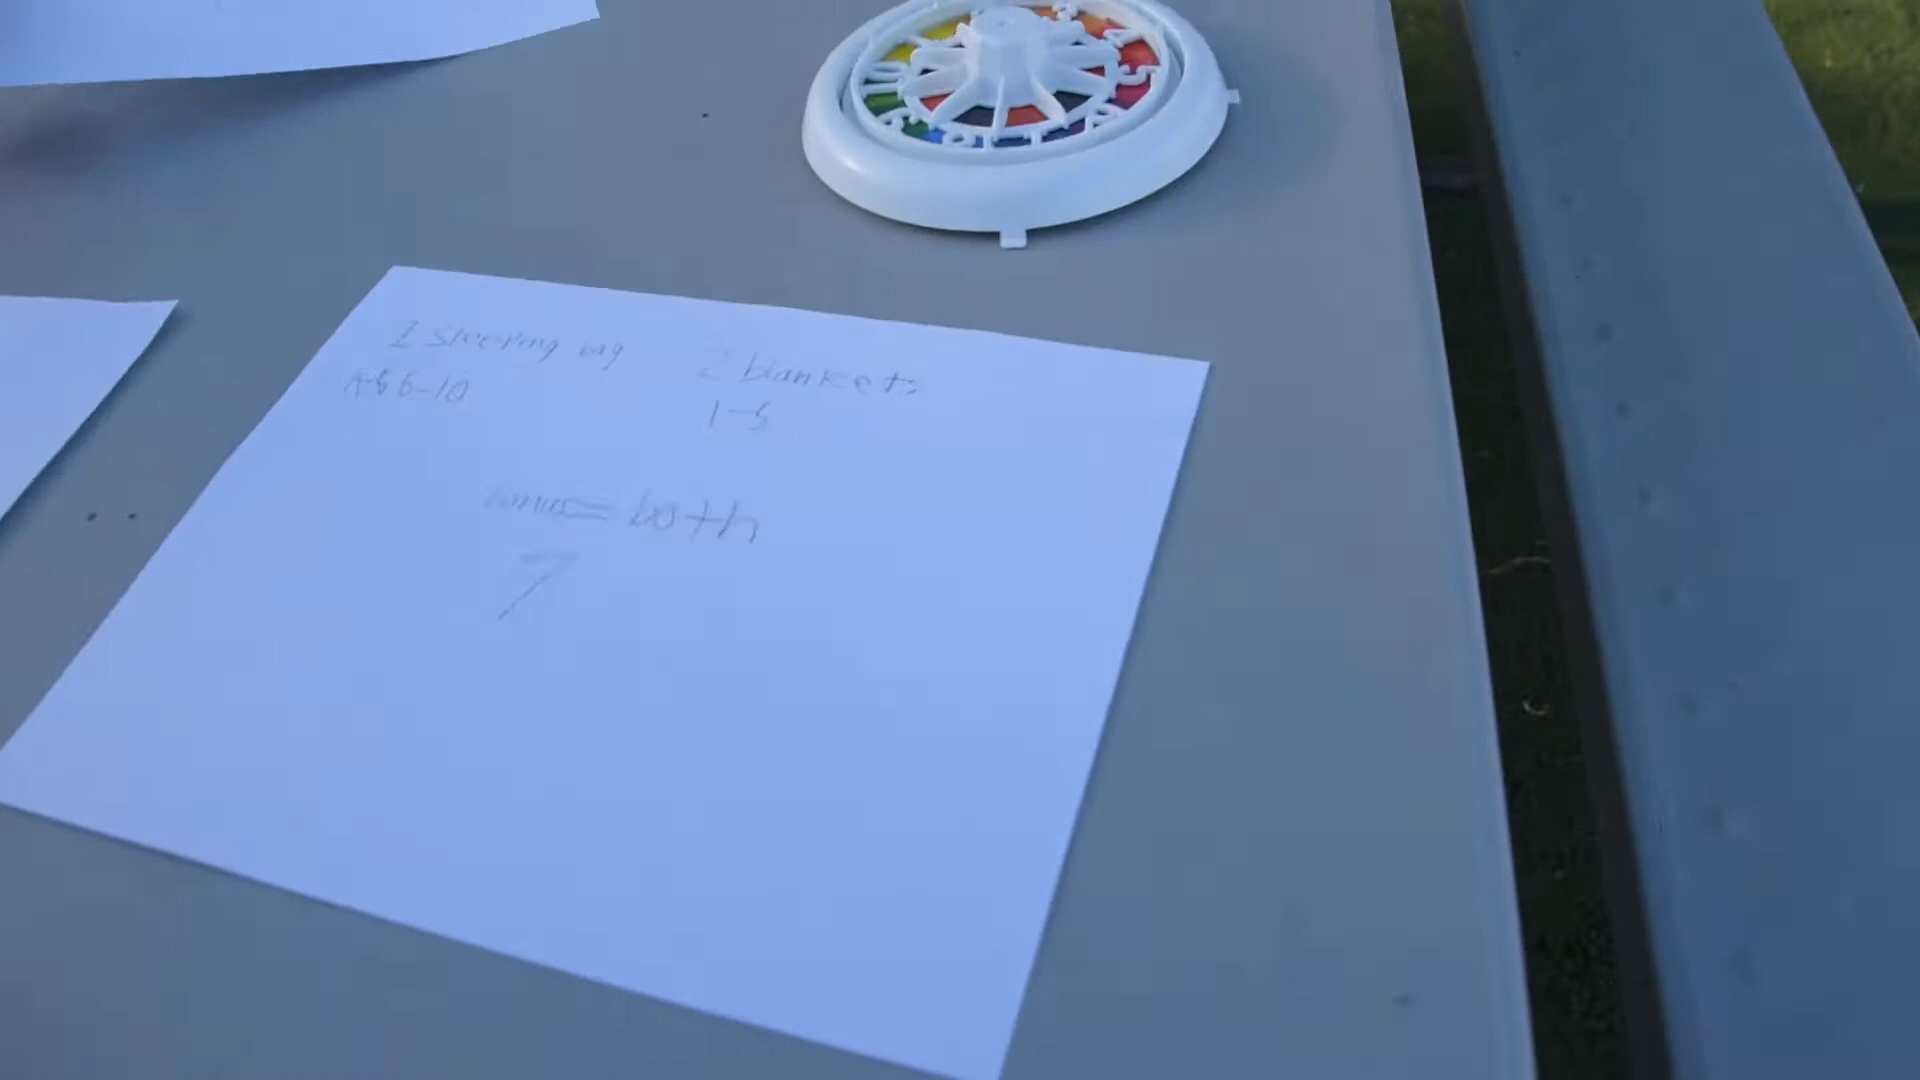 1 Sleeping bag
6-10
2 blankets
1-5
= both
7